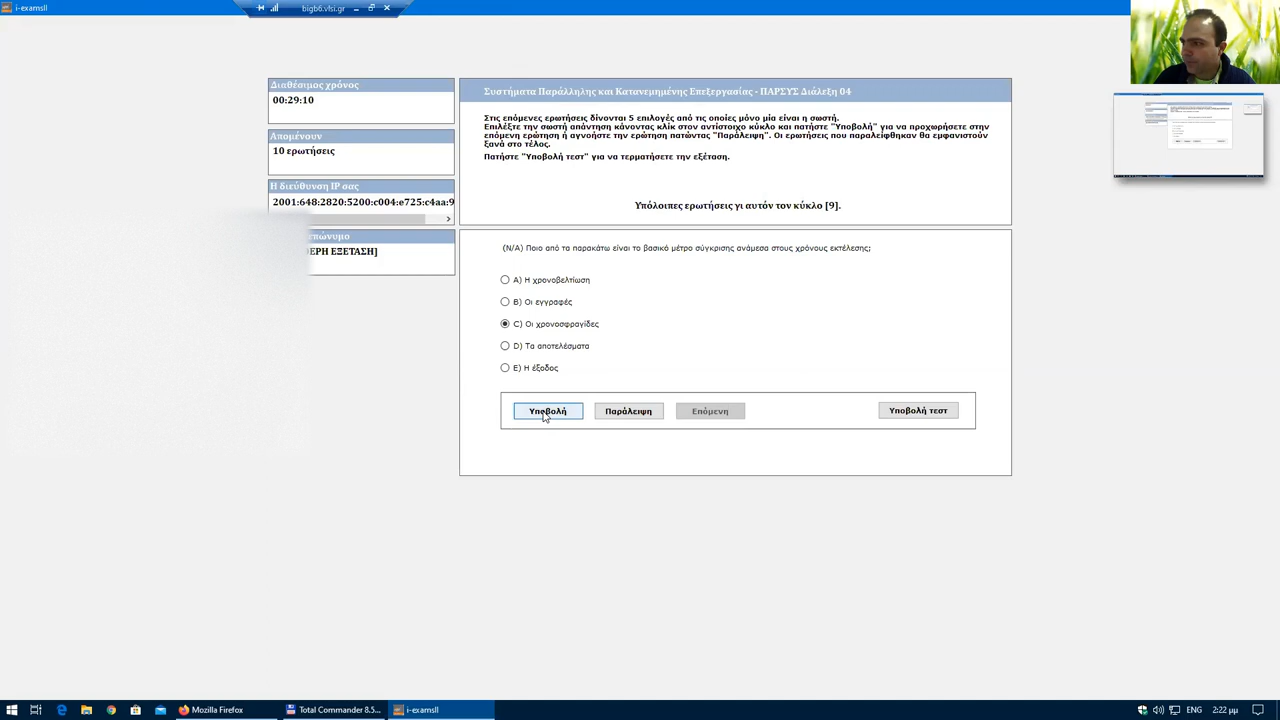 i-examsll
bigb6.vlsi.gr
Διαθέσιμος χρόνος
00:29:10
Απομένουν
10 ερωτήσεις
Η διεύθυνση IP σας
2001:648:2820:5200:c004:e725:c4aa:9
πώνυμο
ΕΡΗ ΕΞΕΤΑΣΗ]
Συστήματα Παράλληλης και Κατανεμημένης Επεξεργασίας - ΠΑΡΣΥΣ Διάλεξη 04
Στις επόμενες ερωτήσεις δίνονται 5 επιλογές από τις οποίες μόνο μία είναι η σωστή.
Επιλέξτε την σωστή απάντηση κάνοντας κλικ στον αντίστοιχο κύκλο και πατήστε "Υποβολή" για να προχωρήσετε στην
επόμενη ερώτηση ή αγνοήστε την ερώτηση πατώντας "Παράλειψη". Οι ερωτήσεις που παραλείφθηκαν θα εμφανιστούν
ξανά στο τέλος.
Πατήστε "Υποβολή τεστ" για να τερματήσετε την εξέταση.
Υπόλοιπες ερωτήσεις γι αυτόν τον κύκλο [9].
(N/A) Ποιο από τα παρακάτω είναι το βασικό μέτρο σύγκρισης ανάμεσα στους χρόνους εκτέλεσης;
A) Η χρονοβελτίωση
B) Οι εγγραφές
C) Οι χρονοσφραγίδες
D) Τα αποτελέσματα
E) Η έξοδος
Υποβολή
Παράλειψη
Επόμενη
Υποβολή τεστ
Mozilla Firefox
Total Commander 8.5...
i-examsll
ENG
2:22 μμ